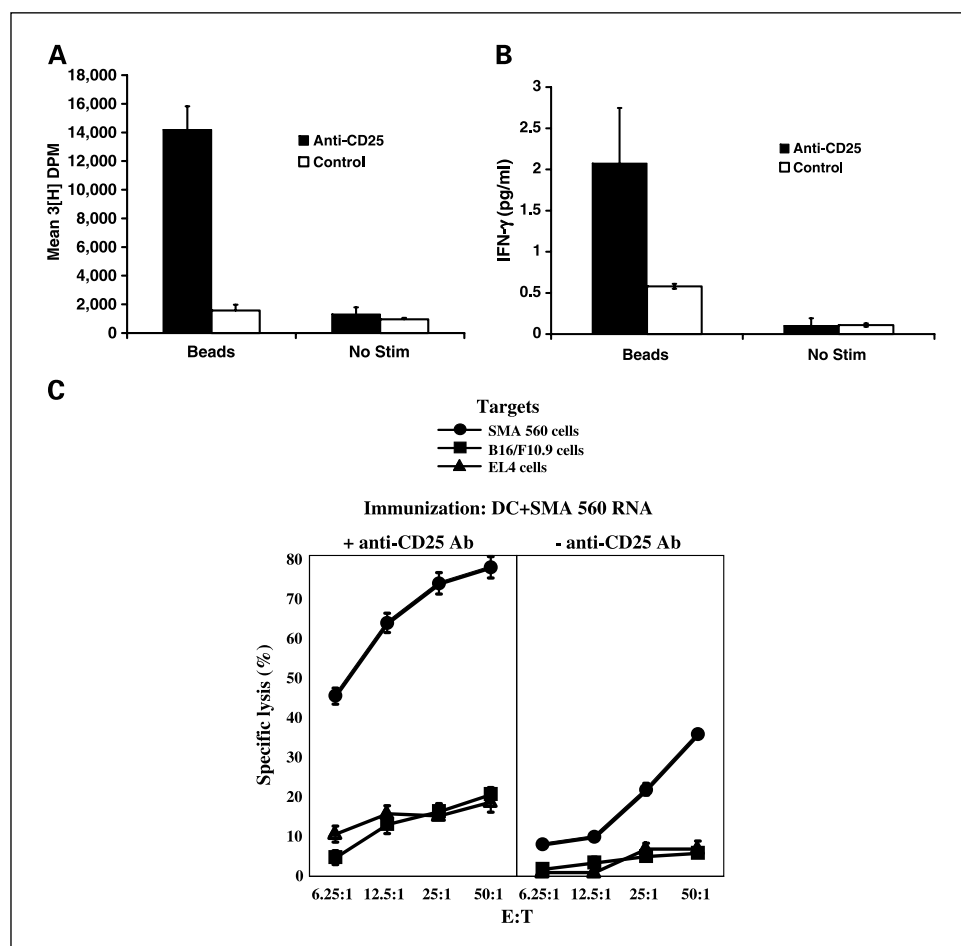 A
18,000
16,000
14,000
12,000
10,000
8,000
6,000
4,000
2,000
0
Mean 3[H] DPM
Anti-CD25
Control
Beads
No Stim
B
3
2.5
2
1.5
1
0.5
0
IFN-γ (pg/ml)
Anti-CD25
Control
Beads
No Stim
C
Targets
SMA 560 cells
B16/F10.9 cells
EL4 cells
Immunization: DC+SMA 560 RNA
+ anti-CD25 Ab
- anti-CD25 Ab
80
70
60
50
40
30
20
10
0
Specific lysis (%)
6.25:1 12.5:1 25:1 50:1 6.25:1 12.5:1 25:1 50:1
E:T